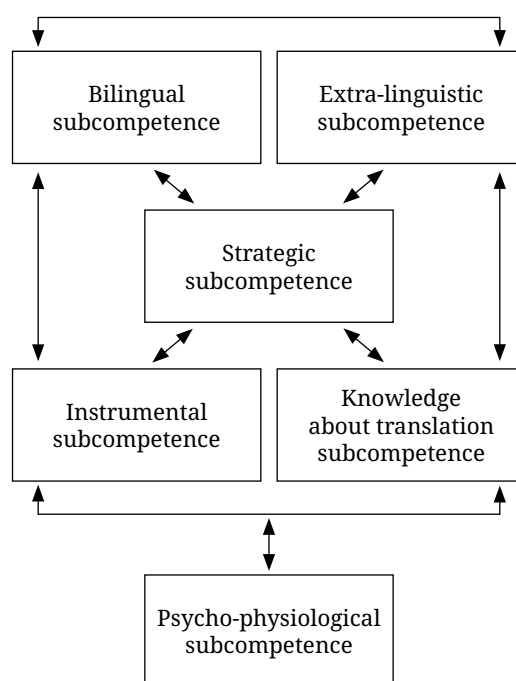 Bilingual
subcompetence
Extra-linguistic
subcompetence
Strategic
subcompetence
Instrumental
subcompetence
Knowledge
about translation
subcompetence
Psycho-physiological
subcompetence